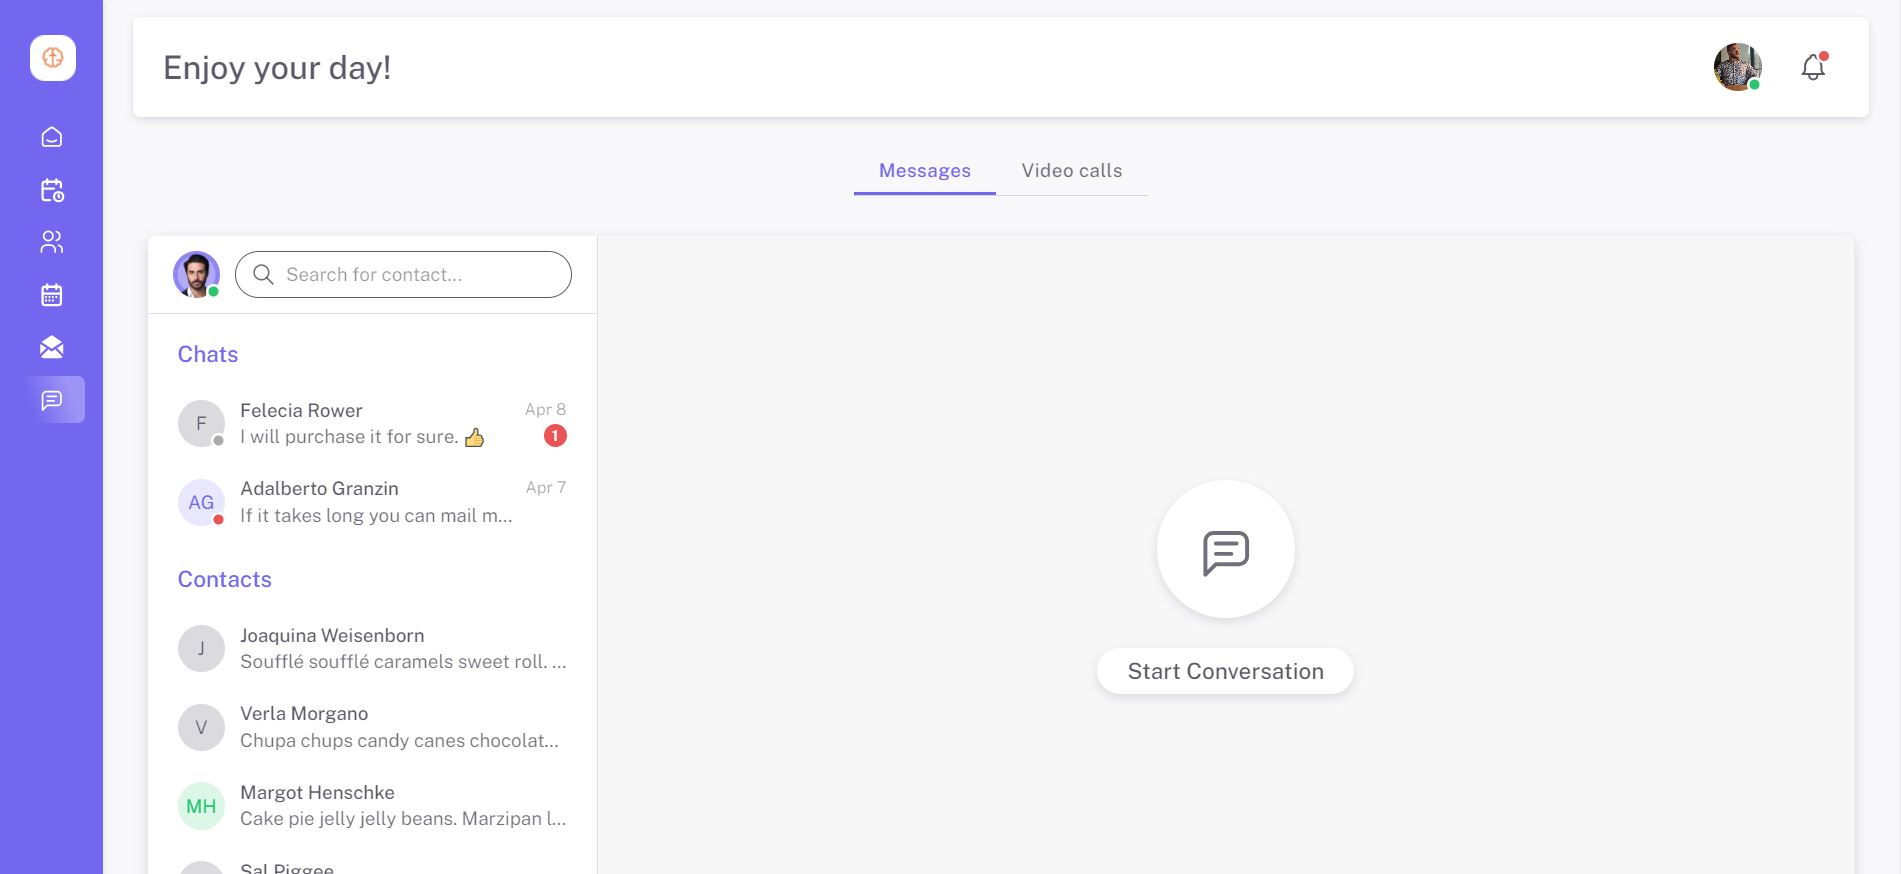 Enjoy your day!
Messages
Video calls
Search for contact...
Chats
F
Felecia Rower
Apr 8
I will purchase it for sure. 👍
1
AG
Adalberto Granzin
Apr 7
If it takes long you can mail m...
Contacts
J
Joaquina Weisenborn
Soufflé soufflé caramels sweet roll. ...
V
Verla Morgano
Chupa chups candy canes chocolat...
MH
Margot Henschke
Cake pie jelly jelly beans. Marzipan l...
Sal Piggee
Start Conversation